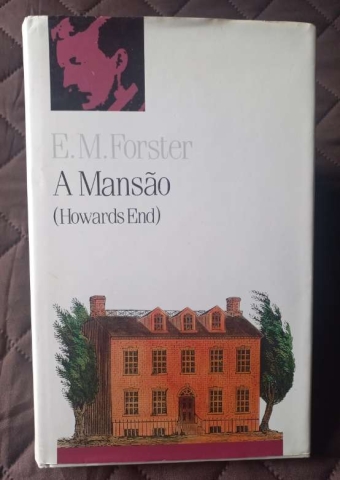 E.M.Forster
A Mansão
(Howards End)